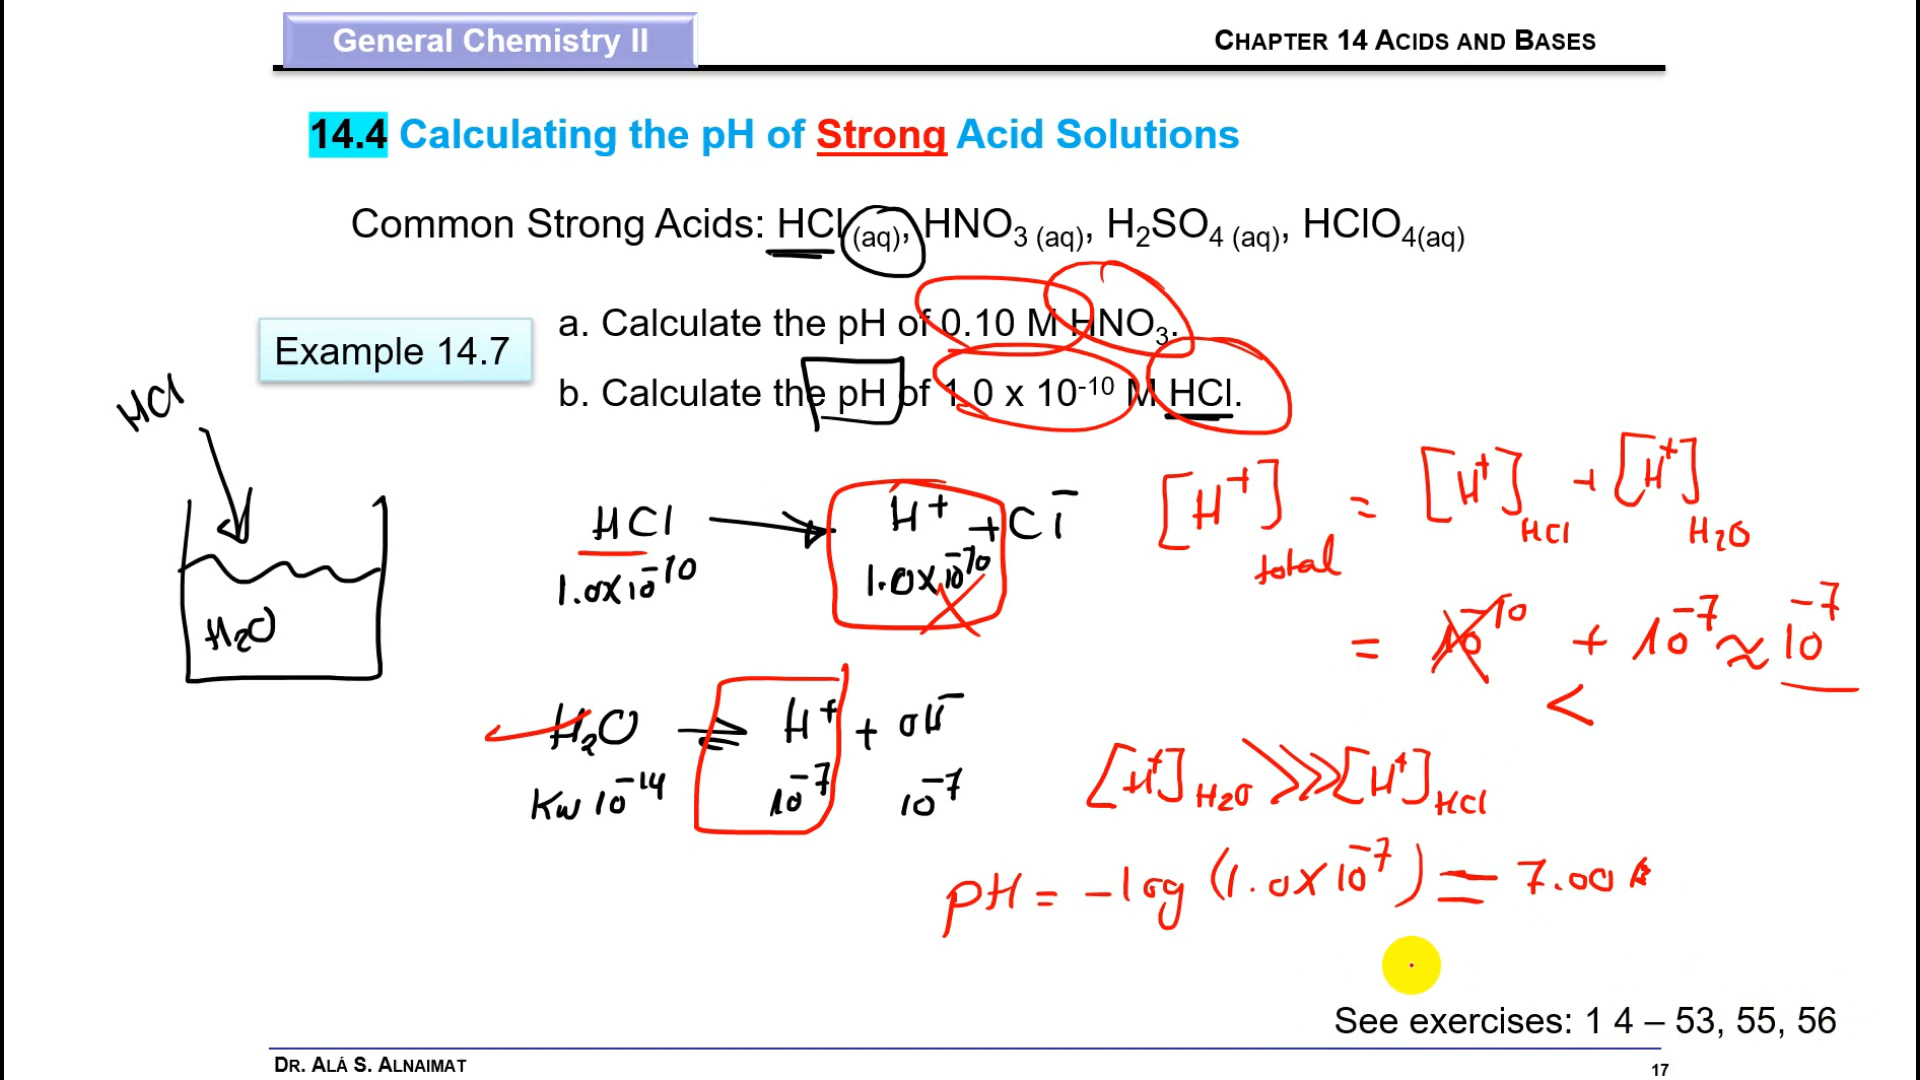 General Chemistry II
CHAPTER 14 ACIDS AND BASES
14.4 Calculating the pH of Strong Acid Solutions
Common Strong Acids: HCl (aq), HNO3 (aq), H2SO4 (aq), HClO4(aq)
Example 14.7
a. Calculate the pH of 0.10 M HNO3.
b. Calculate the pH of 1.0 x 10^-10 M HCl.
HCl
H2O
HCl → H+ + Cl-
1.0x10^-10 1.0x10^-10
H2O ⇌ H+ + OH-
Kw 10^-14 10^-7 10^-7
[H+]total = [H+]HCl + [H+]H2O
= 10^-10 + 10^-7 ≈ 10^-7
<
[H+]H2O >>> [H+]HCl
pH = -log (1.0x10^-7) = 7.00
See exercises: 1 4 – 53, 55, 56
DR. ALÁ S. ALNAIMAT
17